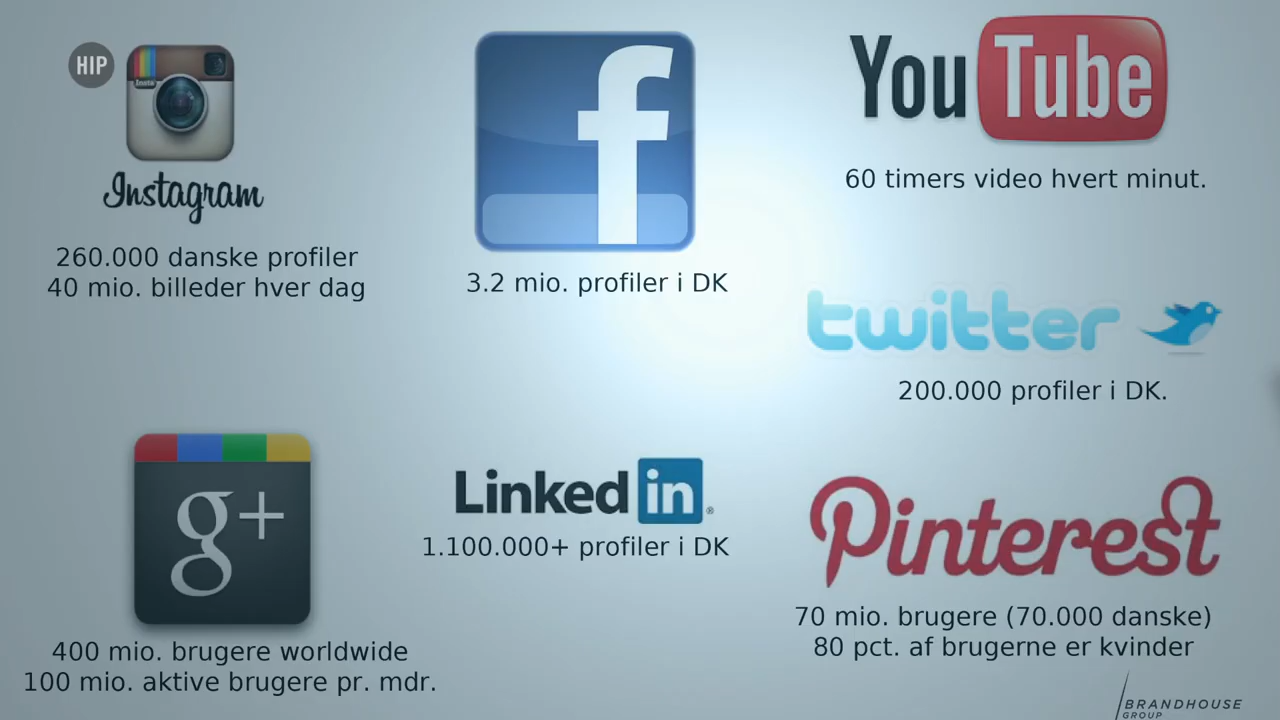 HIP
Insta
Instagram
260.000 danske profiler
40 mio. billeder hver dag
f
3.2 mio. profiler i DK
YouTube
60 timers video hvert minut.
twitter
200.000 profiler i DK.
g+
400 mio. brugere worldwide
100 mio. aktive brugere pr. mdr.
Linked in®
1.100.000+ profiler i DK
Pinterest
70 mio. brugere (70.000 danske)
80 pct. af brugerne er kvinder
BRANDHOUSE
GROUP